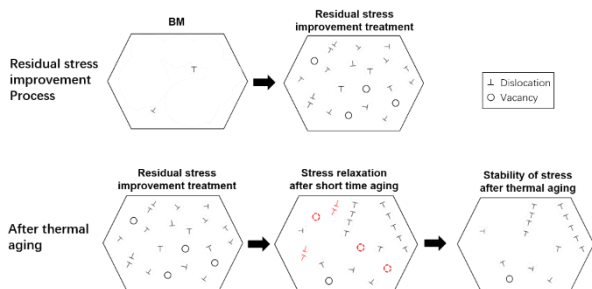 BM
Residual stress
improvement treatment
Residual stress
improvement
Process
⊥ Dislocation
○ Vacancy
Residual stress
improvement treatment
Stress relaxation
after short time aging
Stability of stress
after thermal aging
After thermal
aging